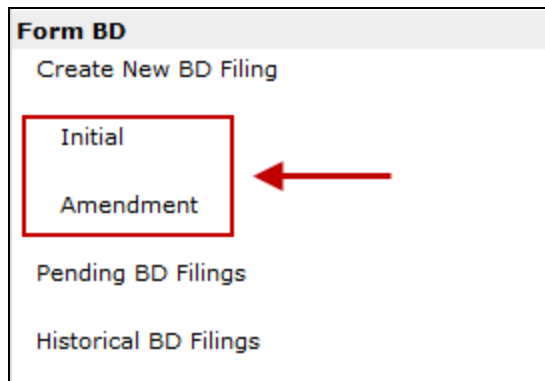 Form BD
Create New BD Filing
Initial
Amendment
Pending BD Filings
Historical BD Filings